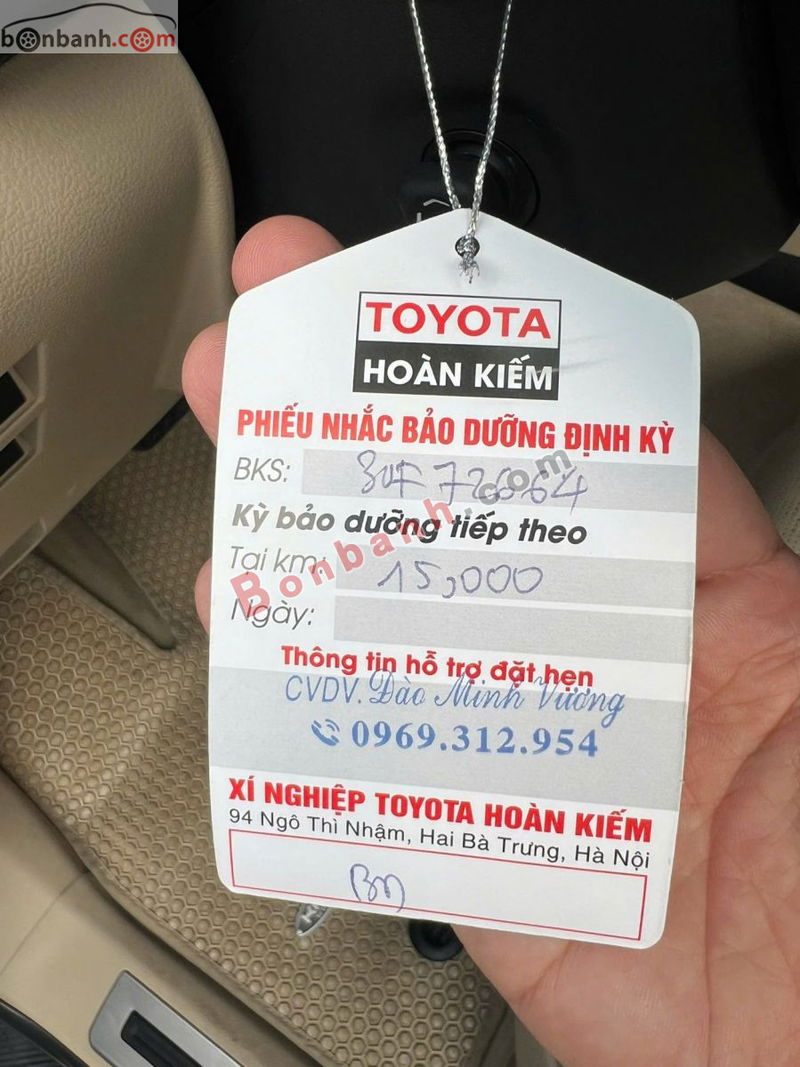 bonbanh.com
TOYOTA
HOÀN KIẾM
PHIẾU NHẮC BẢO DƯỠNG ĐỊNH KỲ
BKS:
Kỳ bảo dưỡng tiếp theo
Tại km: 15,000
Ngày:
Bonbanh.com
Thông tin hỗ trợ đặt hẹn
CVDV. Đào Minh Vương
0969.312.954
XÍ NGHIỆP TOYOTA HOÀN KIẾM
94 Ngô Thì Nhậm, Hai Bà Trưng, Hà Nội